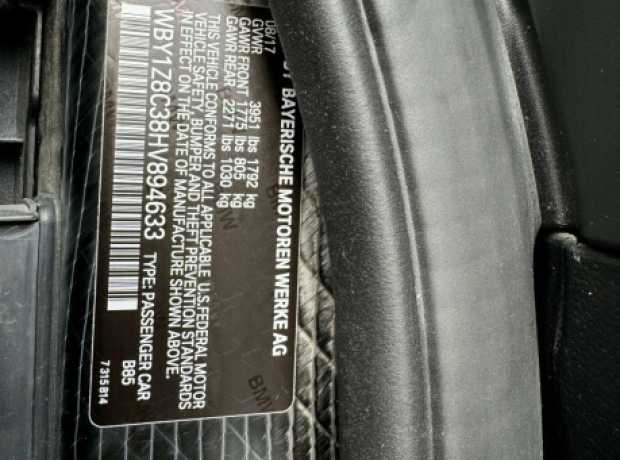 BY BAYERISCHE MOTOREN WERKE AG
08/17
GVWR 3951 lbs 1792 kg
GAWR FRONT 1775 lbs 805 kg
GAWR REAR 2271 lbs 1030 kg
THIS VEHICLE CONFORMS TO ALL APPLICABLE U.S.FEDERAL MOTOR
VEHICLE SAFETY, BUMPER AND THEFT PREVENTION STANDARDS
IN EFFECT ON THE DATE OF MANUFACTURE SHOWN ABOVE.
WBY1Z8C38HV894633 TYPE: PASSENGER CAR
B85
7 315 814